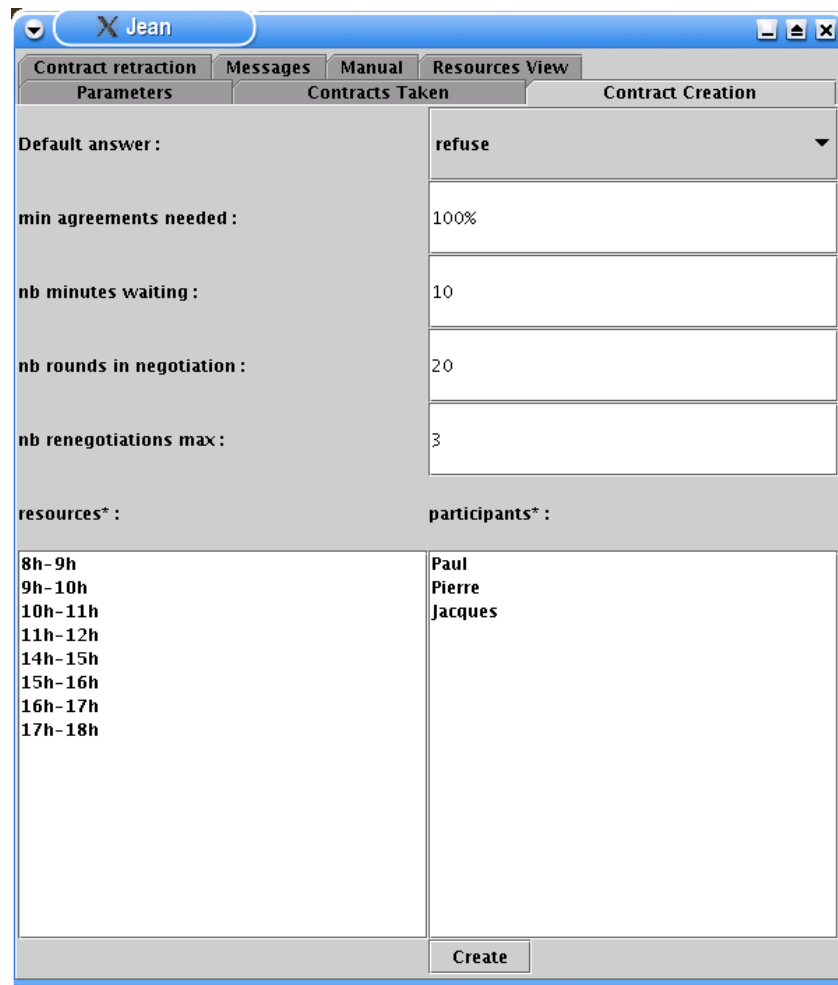 Jean
Contract retraction Messages Manual Resources View
Parameters Contracts Taken Contract Creation
Default answer : refuse
min agreements needed : 100%
nb minutes waiting : 10
nb rounds in negotiation : 20
nb renegotiations max : 3
resources* : participants* :
8h-9h Paul
9h-10h Pierre
10h-11h Jacques
11h-12h
14h-15h
15h-16h
16h-17h
17h-18h
Create